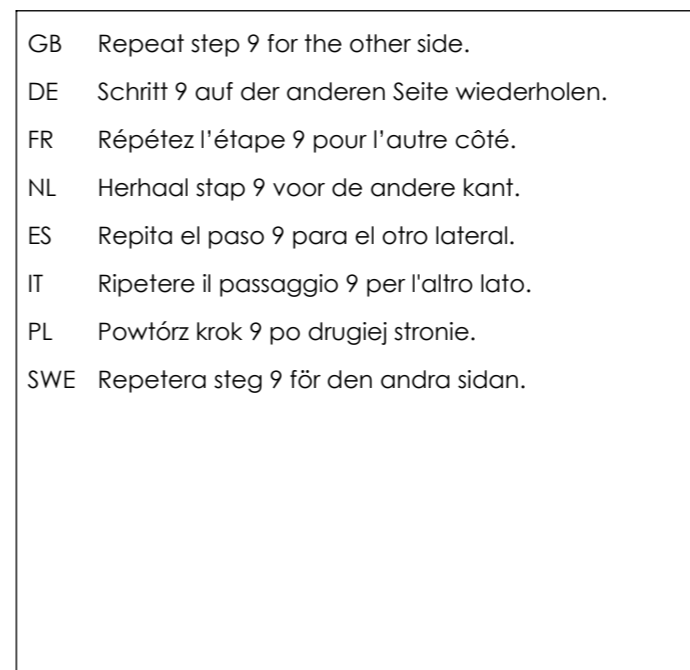 GB Repeat step 9 for the other side.
DE Schritt 9 auf der anderen Seite wiederholen.
FR Répétez l’étape 9 pour l’autre côté.
NL Herhaal stap 9 voor de andere kant.
ES Repita el paso 9 para el otro lateral.
IT Ripetere il passaggio 9 per l'altro lato.
PL Powtórz krok 9 po drugiej stronie.
SWE Repetera steg 9 för den andra sidan.